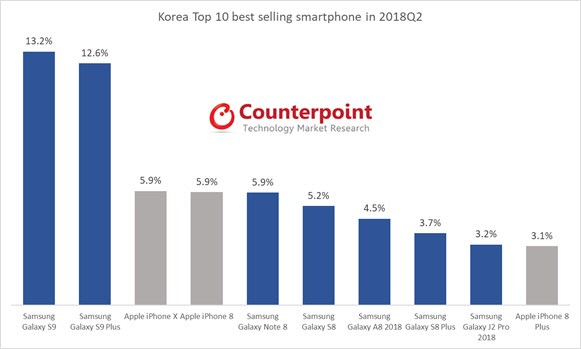 Korea Top 10 best selling smartphone in 2018Q2
13.2%
12.6%
Counterpoint
Technology Market Research
5.9%
5.9%
5.9%
5.2%
4.5%
3.7%
3.2%
3.1%
Samsung
Galaxy S9
Samsung
Galaxy S9 Plus
Apple iPhone X
Apple iPhone 8
Samsung
Galaxy Note 8
Samsung
Galaxy S8
Samsung
Galaxy A8 2018
Samsung
Galaxy S8 Plus
Samsung
Galaxy J2 Pro
2018
Apple iPhone 8
Plus